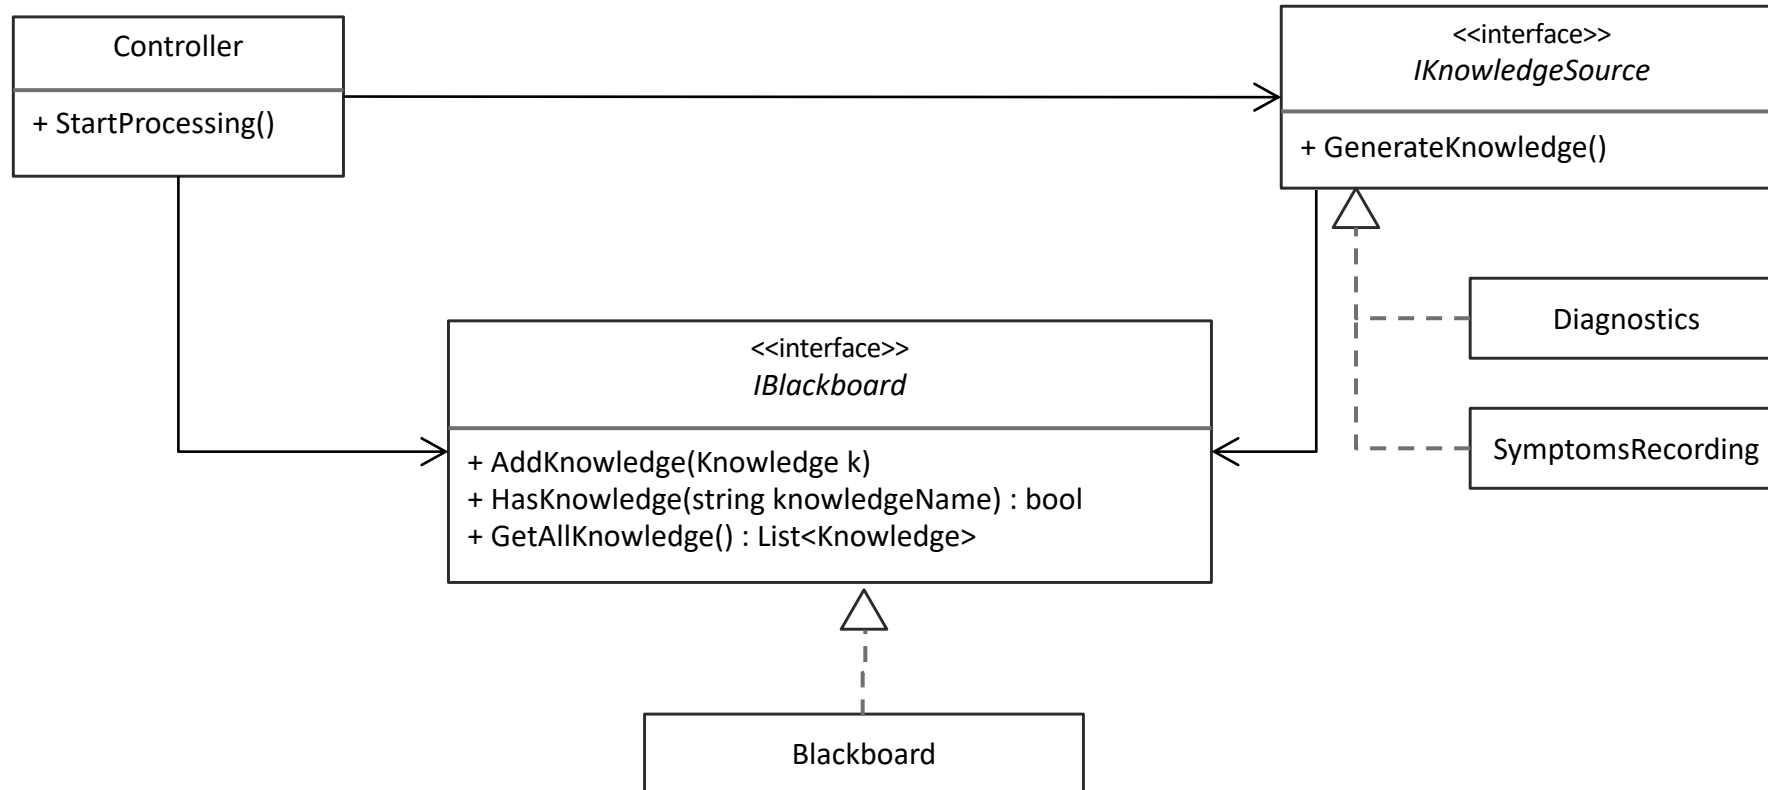 Controller
+ StartProcessing()
<<interface>>
IKnowledgeSource
+ GenerateKnowledge()
Diagnostics
SymptomsRecording
<<interface>>
IBlackboard
+ AddKnowledge(Knowledge k)
+ HasKnowledge(string knowledgeName) : bool
+ GetAllKnowledge() : List<Knowledge>
Blackboard